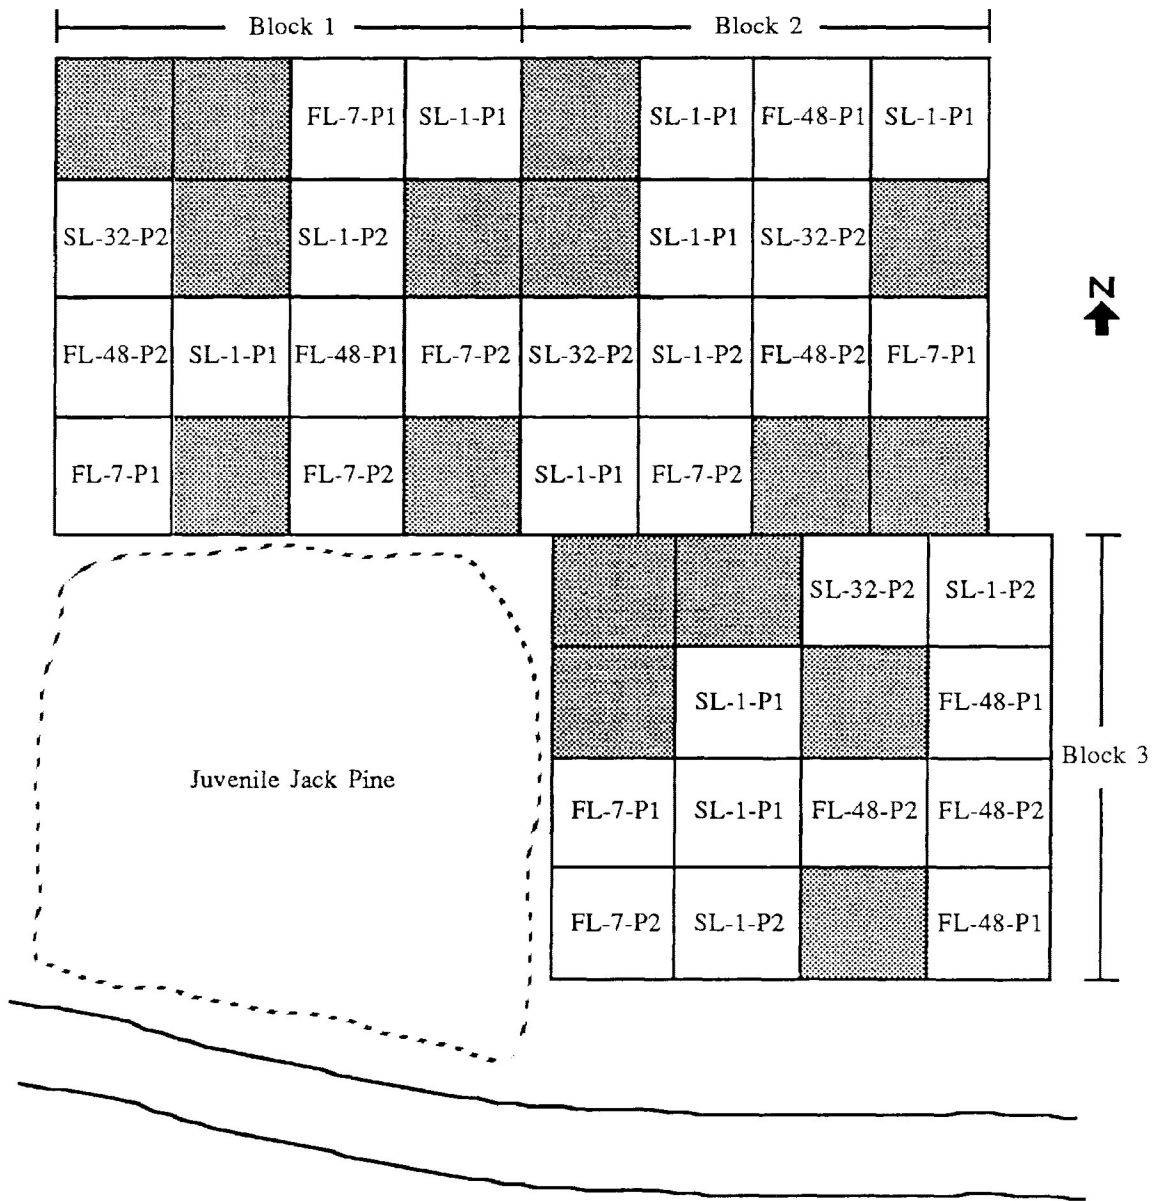 Block 1 Block 2
FL-7-P1 SL-1-P1 SL-1-P1 FL-48-P1 SL-1-P1
SL-32-P2 SL-1-P2 SL-1-P1 SL-32-P2
N
FL-48-P2 SL-1-P1 FL-48-P1 FL-7-P2 SL-32-P2 SL-1-P2 FL-48-P2 FL-7-P1
FL-7-P1 FL-7-P2 SL-1-P1 FL-7-P2
SL-32-P2 SL-1-P2
SL-1-P1 FL-48-P1
Block 3
Juvenile Jack Pine
FL-7-P1 SL-1-P1 FL-48-P2 FL-48-P2
FL-7-P2 SL-1-P2 FL-48-P1